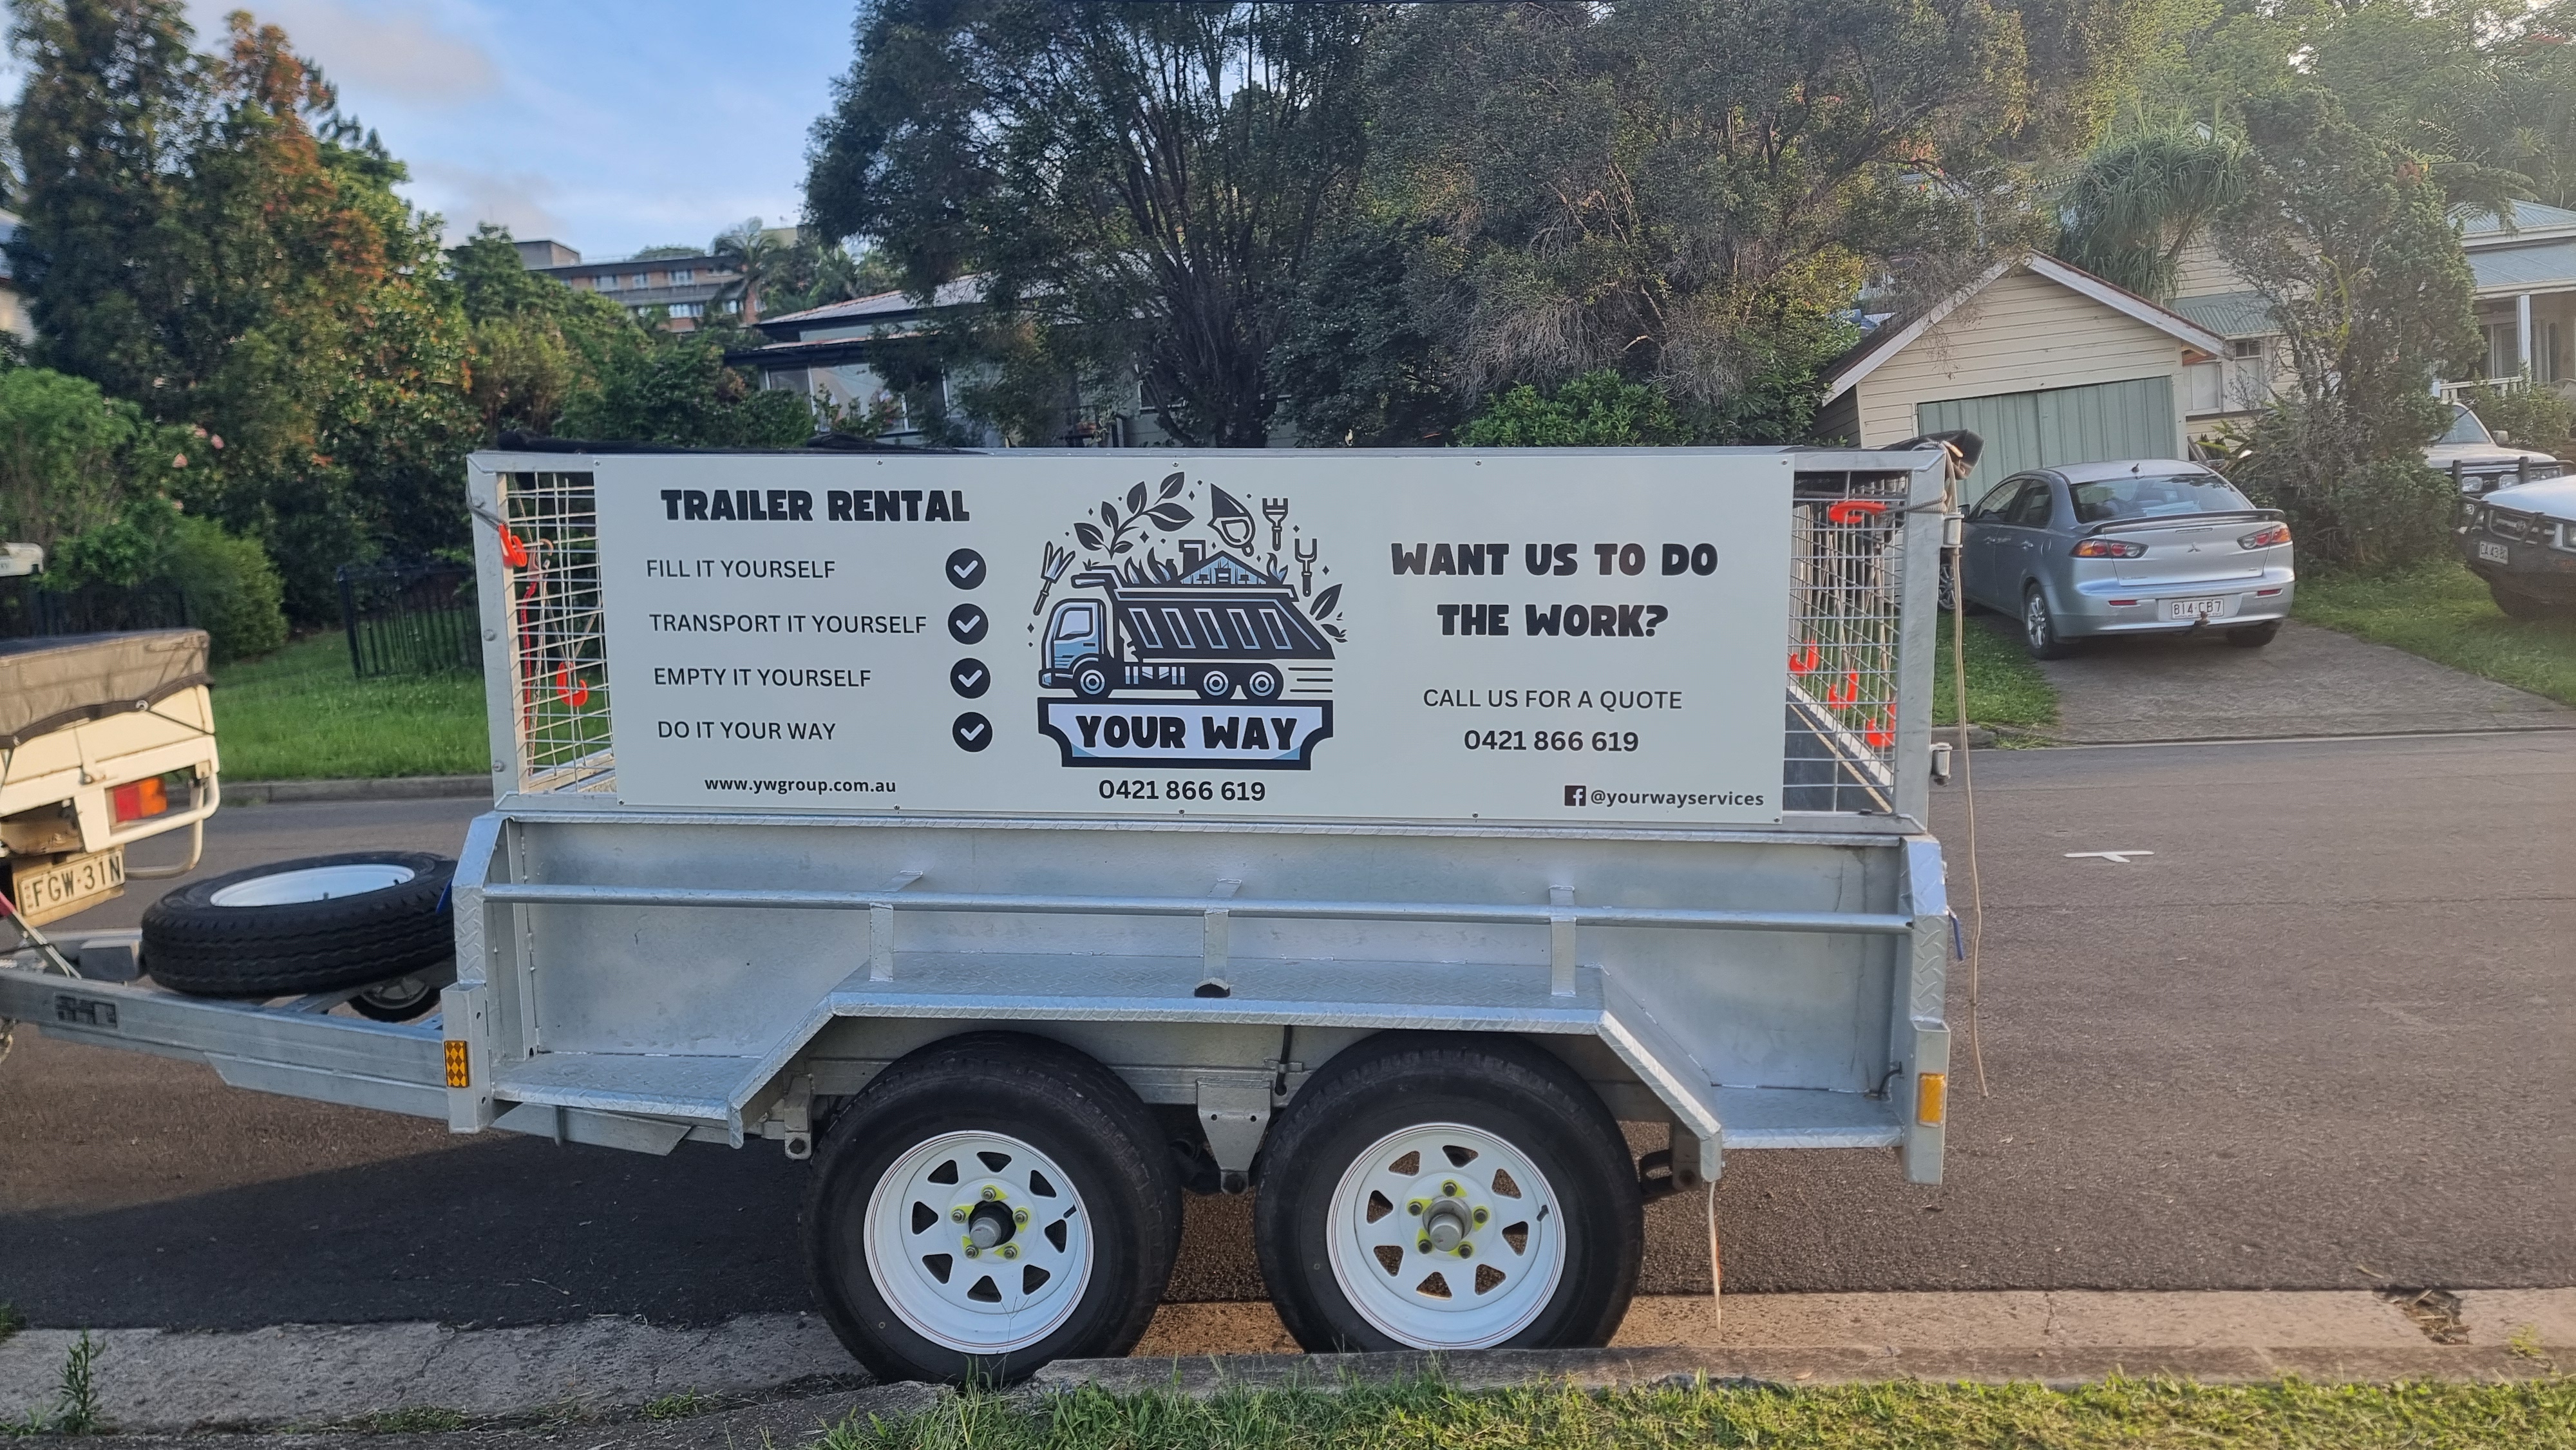 TRAILER RENTAL
FILL IT YOURSELF
TRANSPORT IT YOURSELF
EMPTY IT YOURSELF
DO IT YOUR WAY
www.ywgroup.com.au
YOUR WAY
0421 866 619
WANT US TO DO
THE WORK?
CALL US FOR A QUOTE
0421 866 619
@yourwayservices
FGW·31N
BI4·CB7